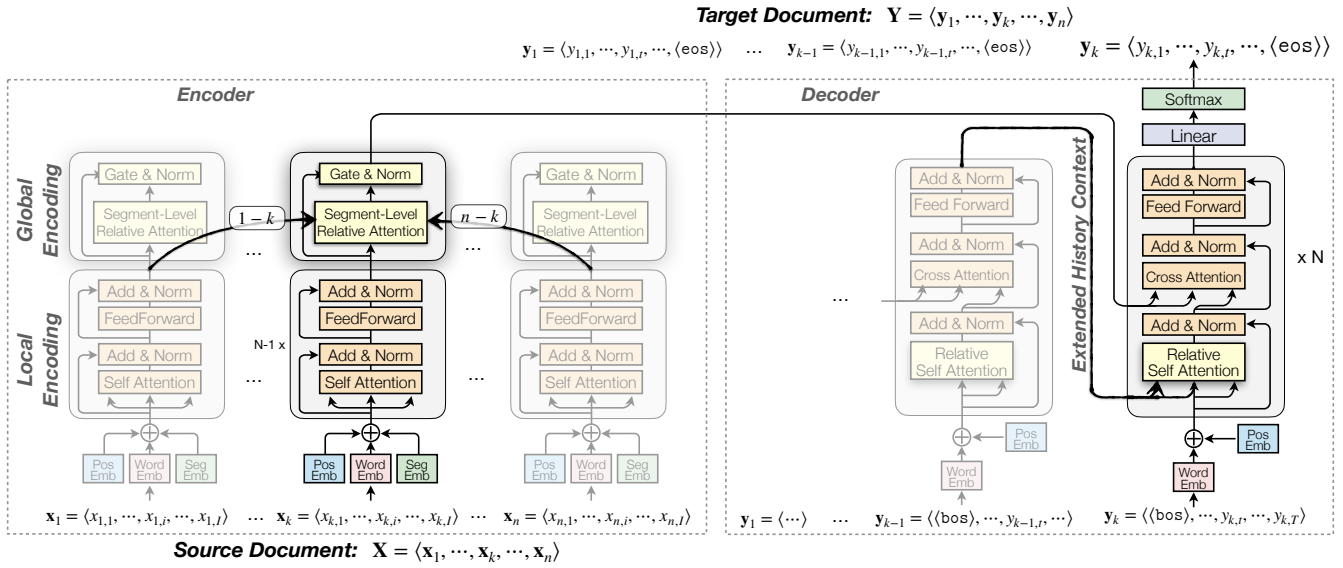 Target Document: Y = ⟨y₁, ⋯, yₖ, ⋯, yₙ⟩
y₁ = ⟨y₁,₁, ⋯, y₁,ₜ, ⋯, ⟨eos⟩⟩ ... yₖ₋₁ = ⟨yₖ₋₁,₁, ⋯, yₖ₋₁,ₜ, ⋯, ⟨eos⟩⟩ yₖ = ⟨yₖ,₁, ⋯, yₖ,ₜ, ⋯, ⟨eos⟩⟩
Encoder
Global Encoding
Local Encoding
Gate & Norm
Segment-Level
Relative Attention
Add & Norm
FeedForward
Add & Norm
Self Attention
Pos Emb
Word Emb
Seg Emb
1 − k
...
...
Gate & Norm
Segment-Level
Relative Attention
N-1 x
Add & Norm
FeedForward
Add & Norm
Self Attention
Pos Emb
Word Emb
Seg Emb
n − k
...
...
Gate & Norm
Segment-Level
Relative Attention
Add & Norm
FeedForward
Add & Norm
Self Attention
Pos Emb
Word Emb
Seg Emb
x₁ = ⟨x₁,₁, ⋯, x₁,ᵢ, ⋯, x₁,I⟩ ... xₖ = ⟨xₖ,₁, ⋯, xₖ,ᵢ, ⋯, xₖ,I⟩ ... xₙ = ⟨xₙ,₁, ⋯, xₙ,ᵢ, ⋯, xₙ,I⟩
Source Document: X = ⟨x₁, ⋯, xₖ, ⋯, xₙ⟩
Decoder
...
Add & Norm
Feed Forward
Add & Norm
Cross Attention
Add & Norm
Relative
Self Attention
Pos Emb
Word Emb
Extended History Context
Softmax
Linear
Add & Norm
Feed Forward
Add & Norm
Cross Attention
Add & Norm
Relative
Self Attention
x N
Pos Emb
Word Emb
y₁ = ⟨⋯⟩ ... yₖ₋₁ = ⟨⟨bos⟩, ⋯, yₖ₋₁,ₜ, ⋯⟩ yₖ = ⟨⟨bos⟩, ⋯, yₖ,ₜ, ⋯, yₖ,T⟩